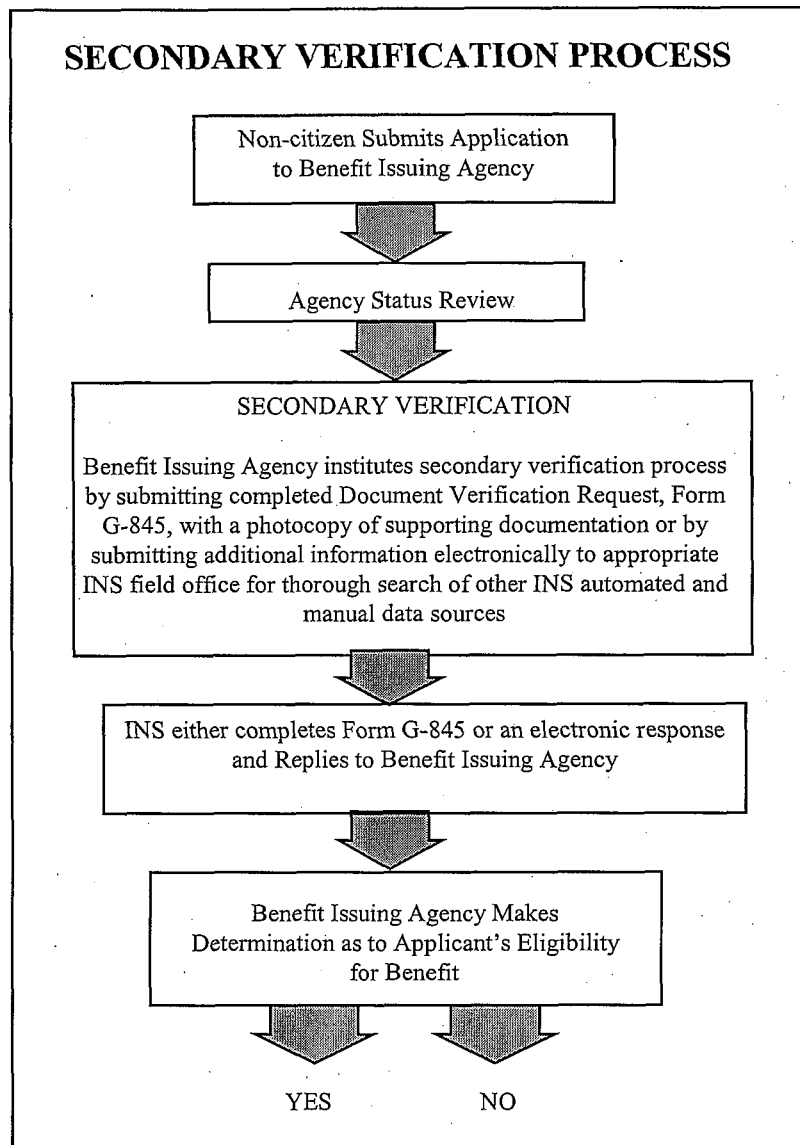 SECONDARY VERIFICATION PROCESS
Non-citizen Submits Application
to Benefit Issuing Agency
Agency Status Review
SECONDARY VERIFICATION
Benefit Issuing Agency institutes secondary verification process
by submitting completed Document Verification Request, Form
G-845, with a photocopy of supporting documentation or by
submitting additional information electronically to appropriate
INS field office for thorough search of other INS automated and
manual data sources
INS either completes Form G-845 or an electronic response
and Replies to Benefit Issuing Agency
Benefit Issuing Agency Makes
Determination as to Applicant's Eligibility
for Benefit
YES NO